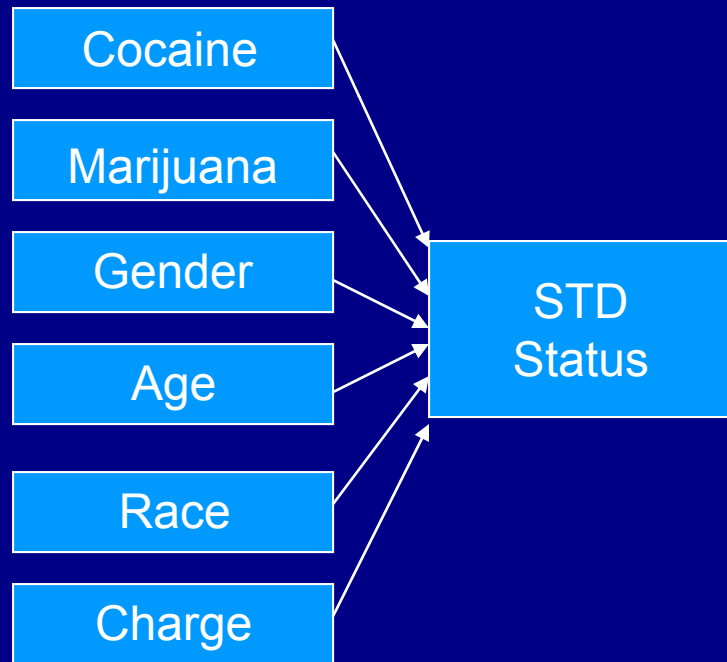 Cocaine
Marijuana
Gender
Age
Race
Charge
STD
Status